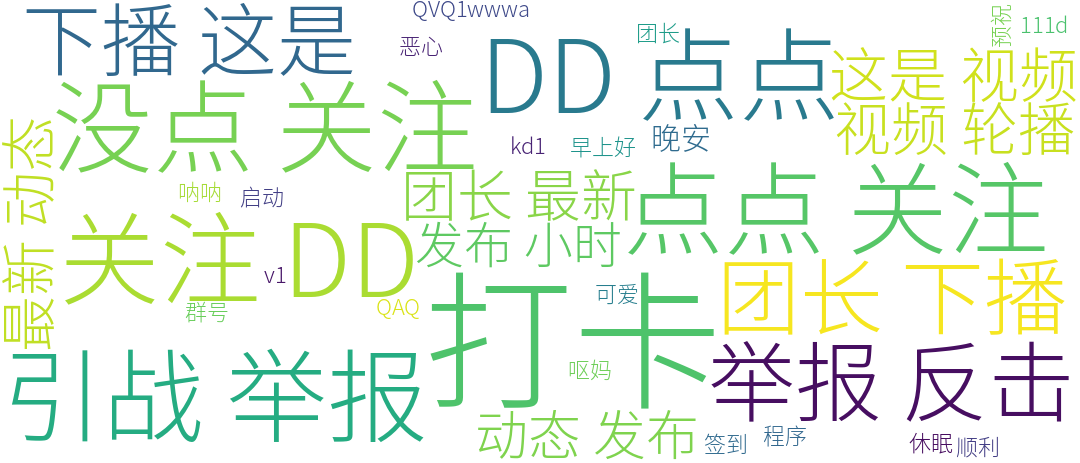 QVQ1wwwa
下播 这是
恶心
团长
预祝
111d
DD 点点
这是 视频
没点 关注
视频 轮播
kd1
早上好
晚安
最新 动态
呐呐
启动
团长 最新
点点 关注
关注 DD
发布 小时
v1
群号
QAQ
可爱
团长 下播
打卡
引战 举报
呕妈
举报 反击
动态 发布
签到
程序
休眠
顺利